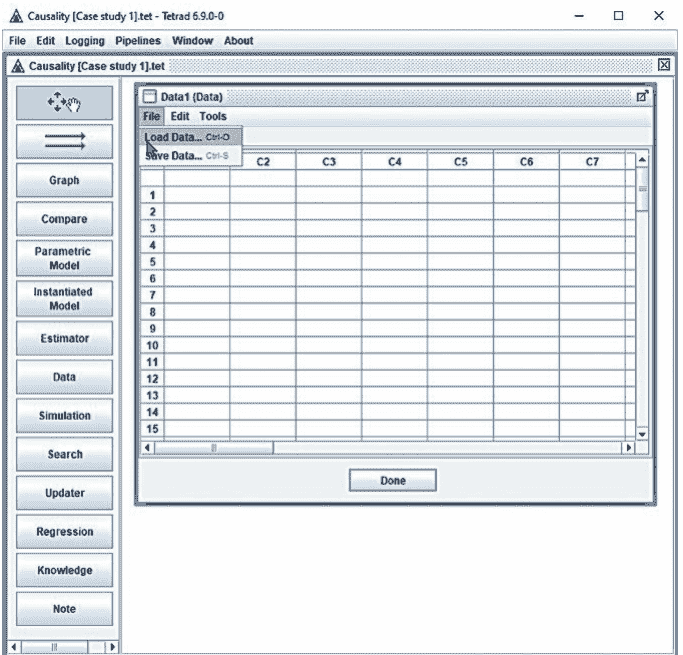 Causality [Case study 1].tet - Tetrad 6.9.0-0
File Edit Logging Pipelines Window About
Causality [Case study 1].tet
Graph
Compare
Parametric
Model
Instantiated
Model
Estimator
Data
Simulation
Search
Updater
Regression
Knowledge
Note
Data1 (Data)
File Edit Tools
Load Data... Ctrl-O
Save Data... Ctrl-S
C2 C3 C4 C5 C6 C7
1
2
3
4
5
6
7
8
9
10
11
12
13
14
15
Done